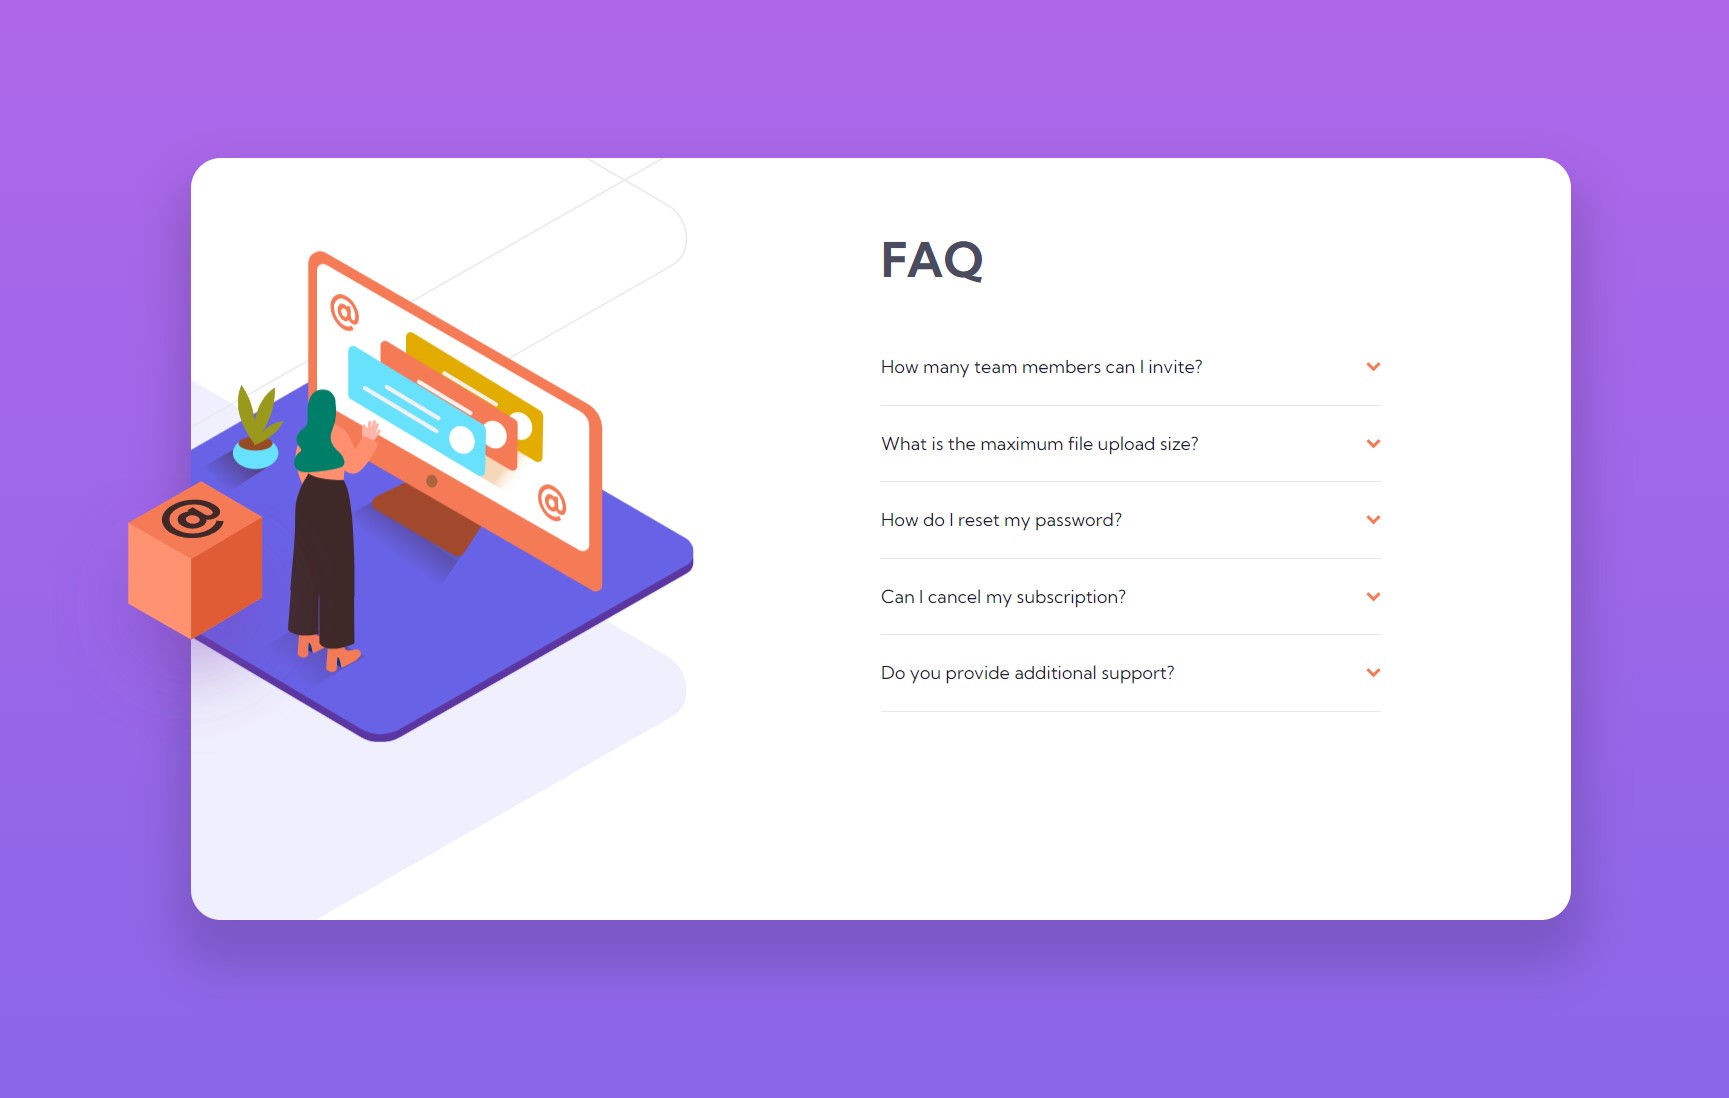 @
@
@
FAQ
How many team members can I invite?
What is the maximum file upload size?
How do I reset my password?
Can I cancel my subscription?
Do you provide additional support?